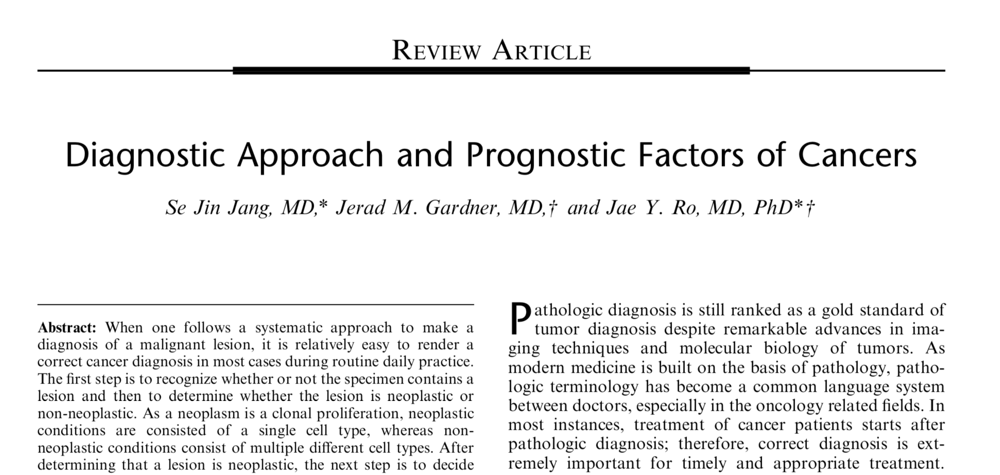 REVIEW ARTICLE
Diagnostic Approach and Prognostic Factors of Cancers
Se Jin Jang, MD,* Jerad M. Gardner, MD,† and Jae Y. Ro, MD, PhD*†
Abstract: When one follows a systematic approach to make a
diagnosis of a malignant lesion, it is relatively easy to render a
correct cancer diagnosis in most cases during routine daily practice.
The first step is to recognize whether or not the specimen contains a
lesion and then to determine whether the lesion is neoplastic or
non-neoplastic. As a neoplasm is a clonal proliferation, neoplastic
conditions are consisted of a single cell type, whereas non-
neoplastic conditions consist of multiple different cell types. After
determining that a lesion is neoplastic, the next step is to decide
Pathologic diagnosis is still ranked as a gold standard of
tumor diagnosis despite remarkable advances in ima-
ging techniques and molecular biology of tumors. As
modern medicine is built on the basis of pathology, patho-
logic terminology has become a common language system
between doctors, especially in the oncology related fields. In
most instances, treatment of cancer patients starts after
pathologic diagnosis; therefore, correct diagnosis is ext-
remely important for timely and appropriate treatment.